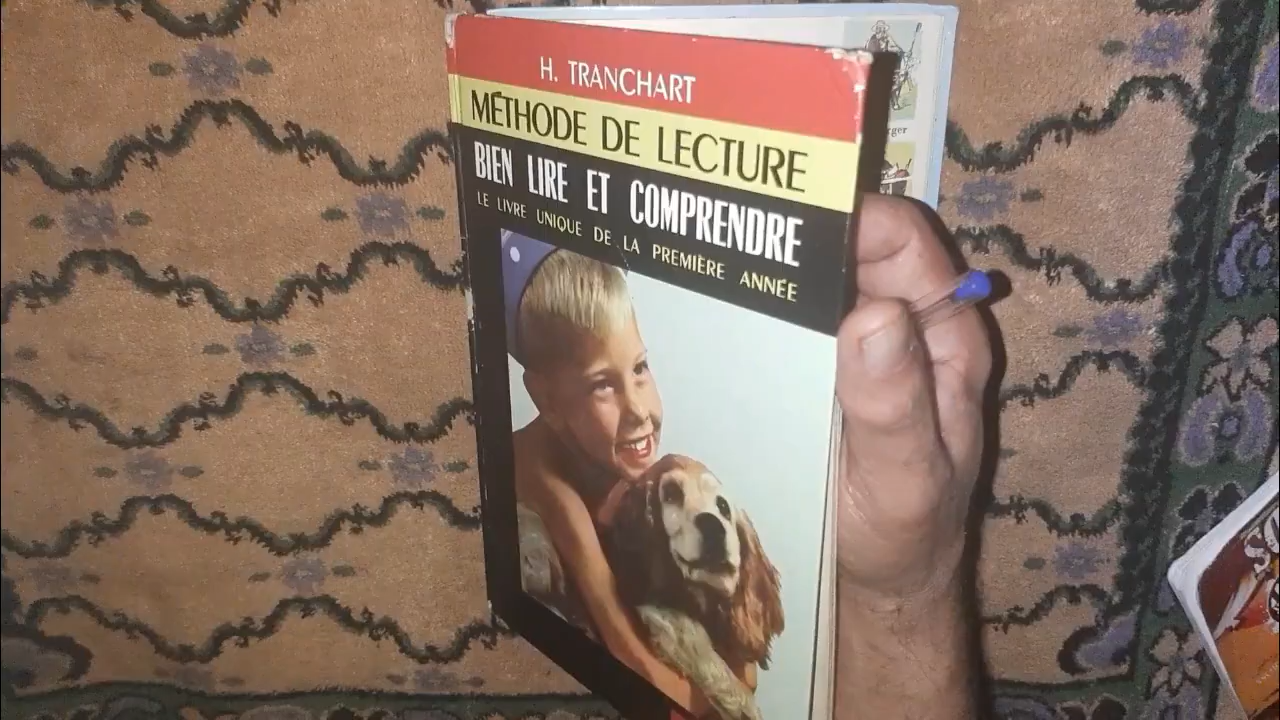 H. TRANCHART
MÉTHODE DE LECTURE
BIEN LIRE ET COMPRENDRE
LE LIVRE UNIQUE DE LA PREMIÈRE ANNÉE